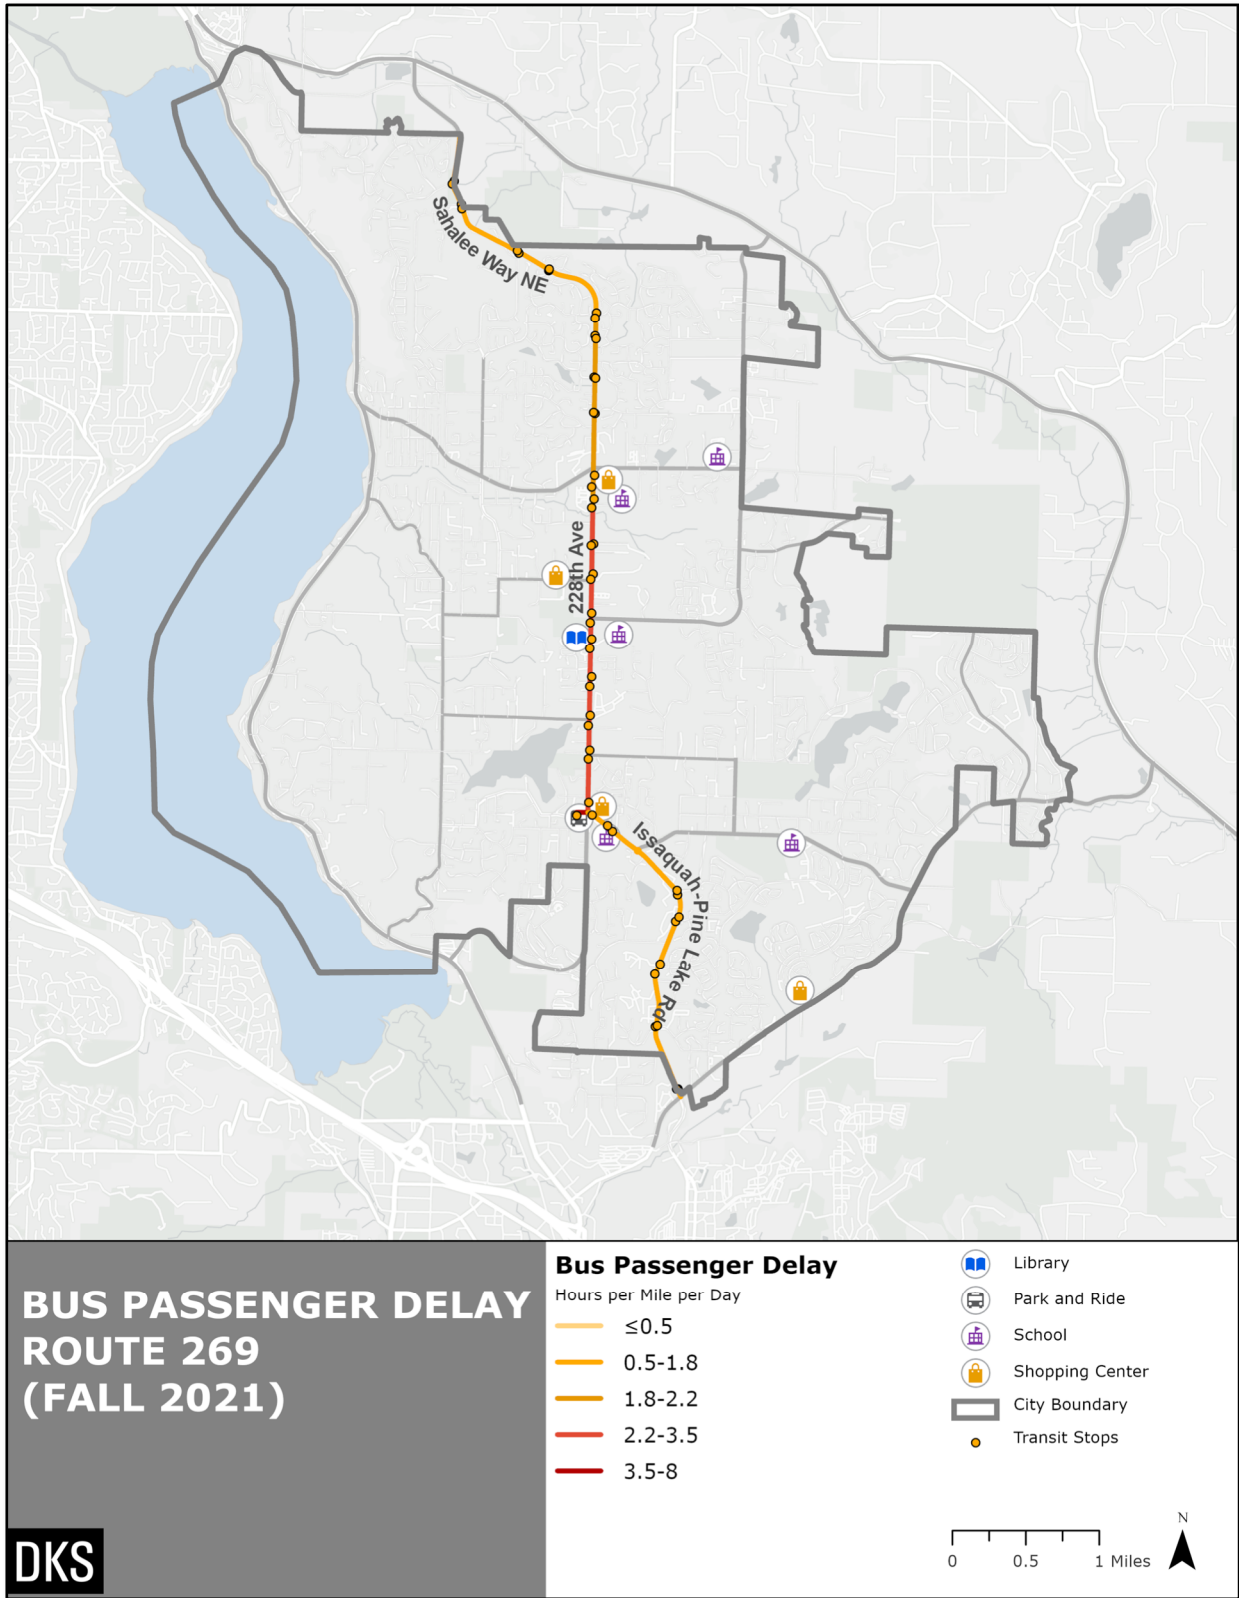 Sahalee Way NE
228th Ave
Issaquah-Pine Lake Rd
BUS PASSENGER DELAY
ROUTE 269
(FALL 2021)
DKS
Bus Passenger Delay
Hours per Mile per Day
≤0.5
0.5-1.8
1.8-2.2
2.2-3.5
3.5-8
Library
Park and Ride
School
Shopping Center
City Boundary
Transit Stops
N
0 0.5 1 Miles